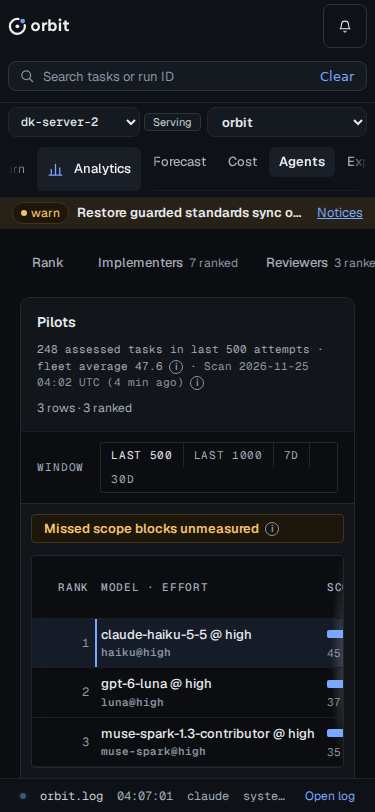 orbit
Search tasks or run ID Clear
dk-server-2 Serving orbit
Analytics Forecast Cost Agents
warn Restore guarded standards sync o... Notices
Rank Implementers 7 ranked Reviewers 3 ranke
Pilots
248 assessed tasks in last 500 attempts ·
fleet average 47.6 ⓘ · Scan 2026-11-25
04:02 UTC (4 min ago) ⓘ
3 rows·3 ranked
WINDOW LAST 500 LAST 1000 7D
30D
Missed scope blocks unmeasured ⓘ
RANK MODEL · EFFORT
1 claude-haiku-5-5 @ high
haiku@high 45
2 gpt-6-luna @ high
luna@high 37
3 muse-spark-1.3-contributor @ high
muse-spark@high 35
orbit.log 04:07:01 claude syste... Open log